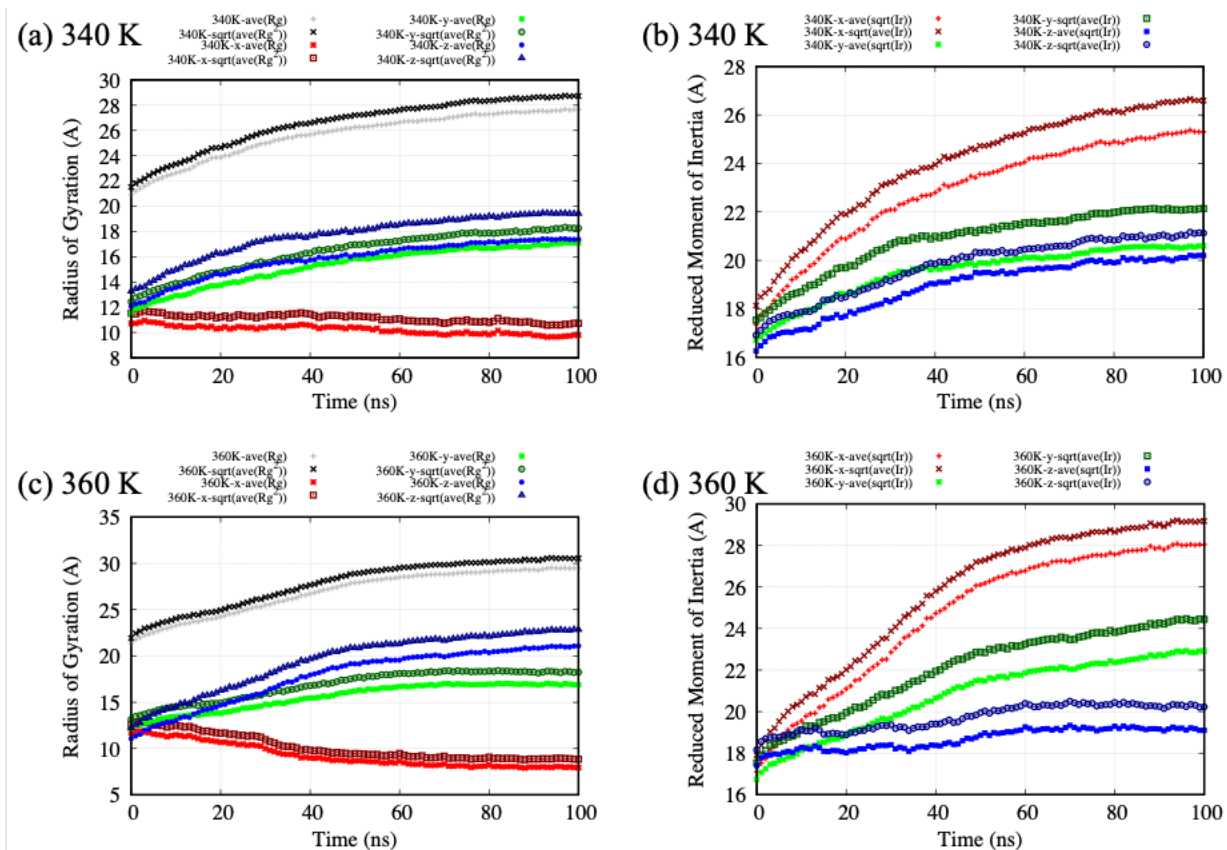 (a) 340 K
340K-ave(Rg)
340K-sqrt(ave(Rg²))
340K-x-ave(Rg)
340K-x-sqrt(ave(Rg²))
340K-y-ave(Rg)
340K-y-sqrt(ave(Rg²))
340K-z-ave(Rg)
340K-z-sqrt(ave(Rg²))
Radius of Gyration (A)
30
28
26
24
22
20
18
16
14
12
10
8
0 20 40 60 80 100
Time (ns)
(b) 340 K
340K-x-ave(sqrt(Ir))
340K-x-sqrt(ave(Ir))
340K-y-ave(sqrt(Ir))
340K-y-sqrt(ave(Ir))
340K-z-ave(sqrt(Ir))
340K-z-sqrt(ave(Ir))
Reduced Moment of Inertia (A)
28
26
24
22
20
18
16
0 20 40 60 80 100
Time (ns)
(c) 360 K
360K-ave(Rg)
360K-sqrt(ave(Rg²))
360K-x-ave(Rg)
360K-x-sqrt(ave(Rg²))
360K-y-ave(Rg)
360K-y-sqrt(ave(Rg²))
360K-z-ave(Rg)
360K-z-sqrt(ave(Rg²))
Radius of Gyration (A)
35
30
25
20
15
10
5
0 20 40 60 80 100
Time (ns)
(d) 360 K
360K-x-ave(sqrt(Ir))
360K-x-sqrt(ave(Ir))
360K-y-ave(sqrt(Ir))
360K-y-sqrt(ave(Ir))
360K-z-ave(sqrt(Ir))
360K-z-sqrt(ave(Ir))
Reduced Moment of Inertia (A)
30
28
26
24
22
20
18
16
0 20 40 60 80 100
Time (ns)